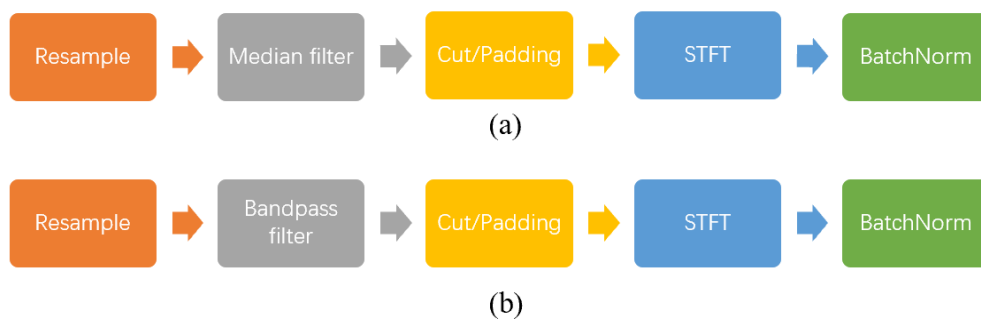 Resample
Median filter
Cut/Padding
STFT
BatchNorm
(a)
Resample
Bandpass
filter
Cut/Padding
STFT
BatchNorm
(b)